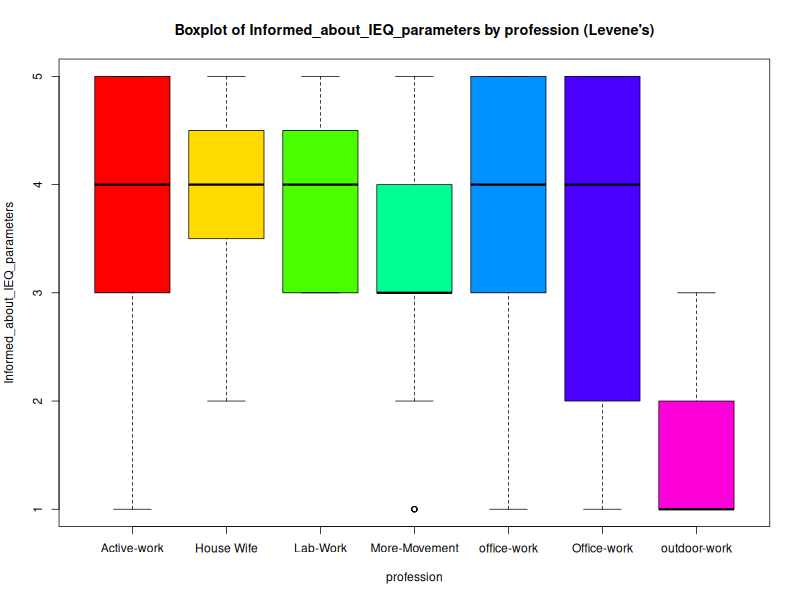 Boxplot of Informed_about_IEQ_parameters by profession (Levene's)
Informed_about_IEQ_parameters
5
4
3
2
1
Active-work House Wife Lab-Work More-Movement office-work Office-work outdoor-work
profession